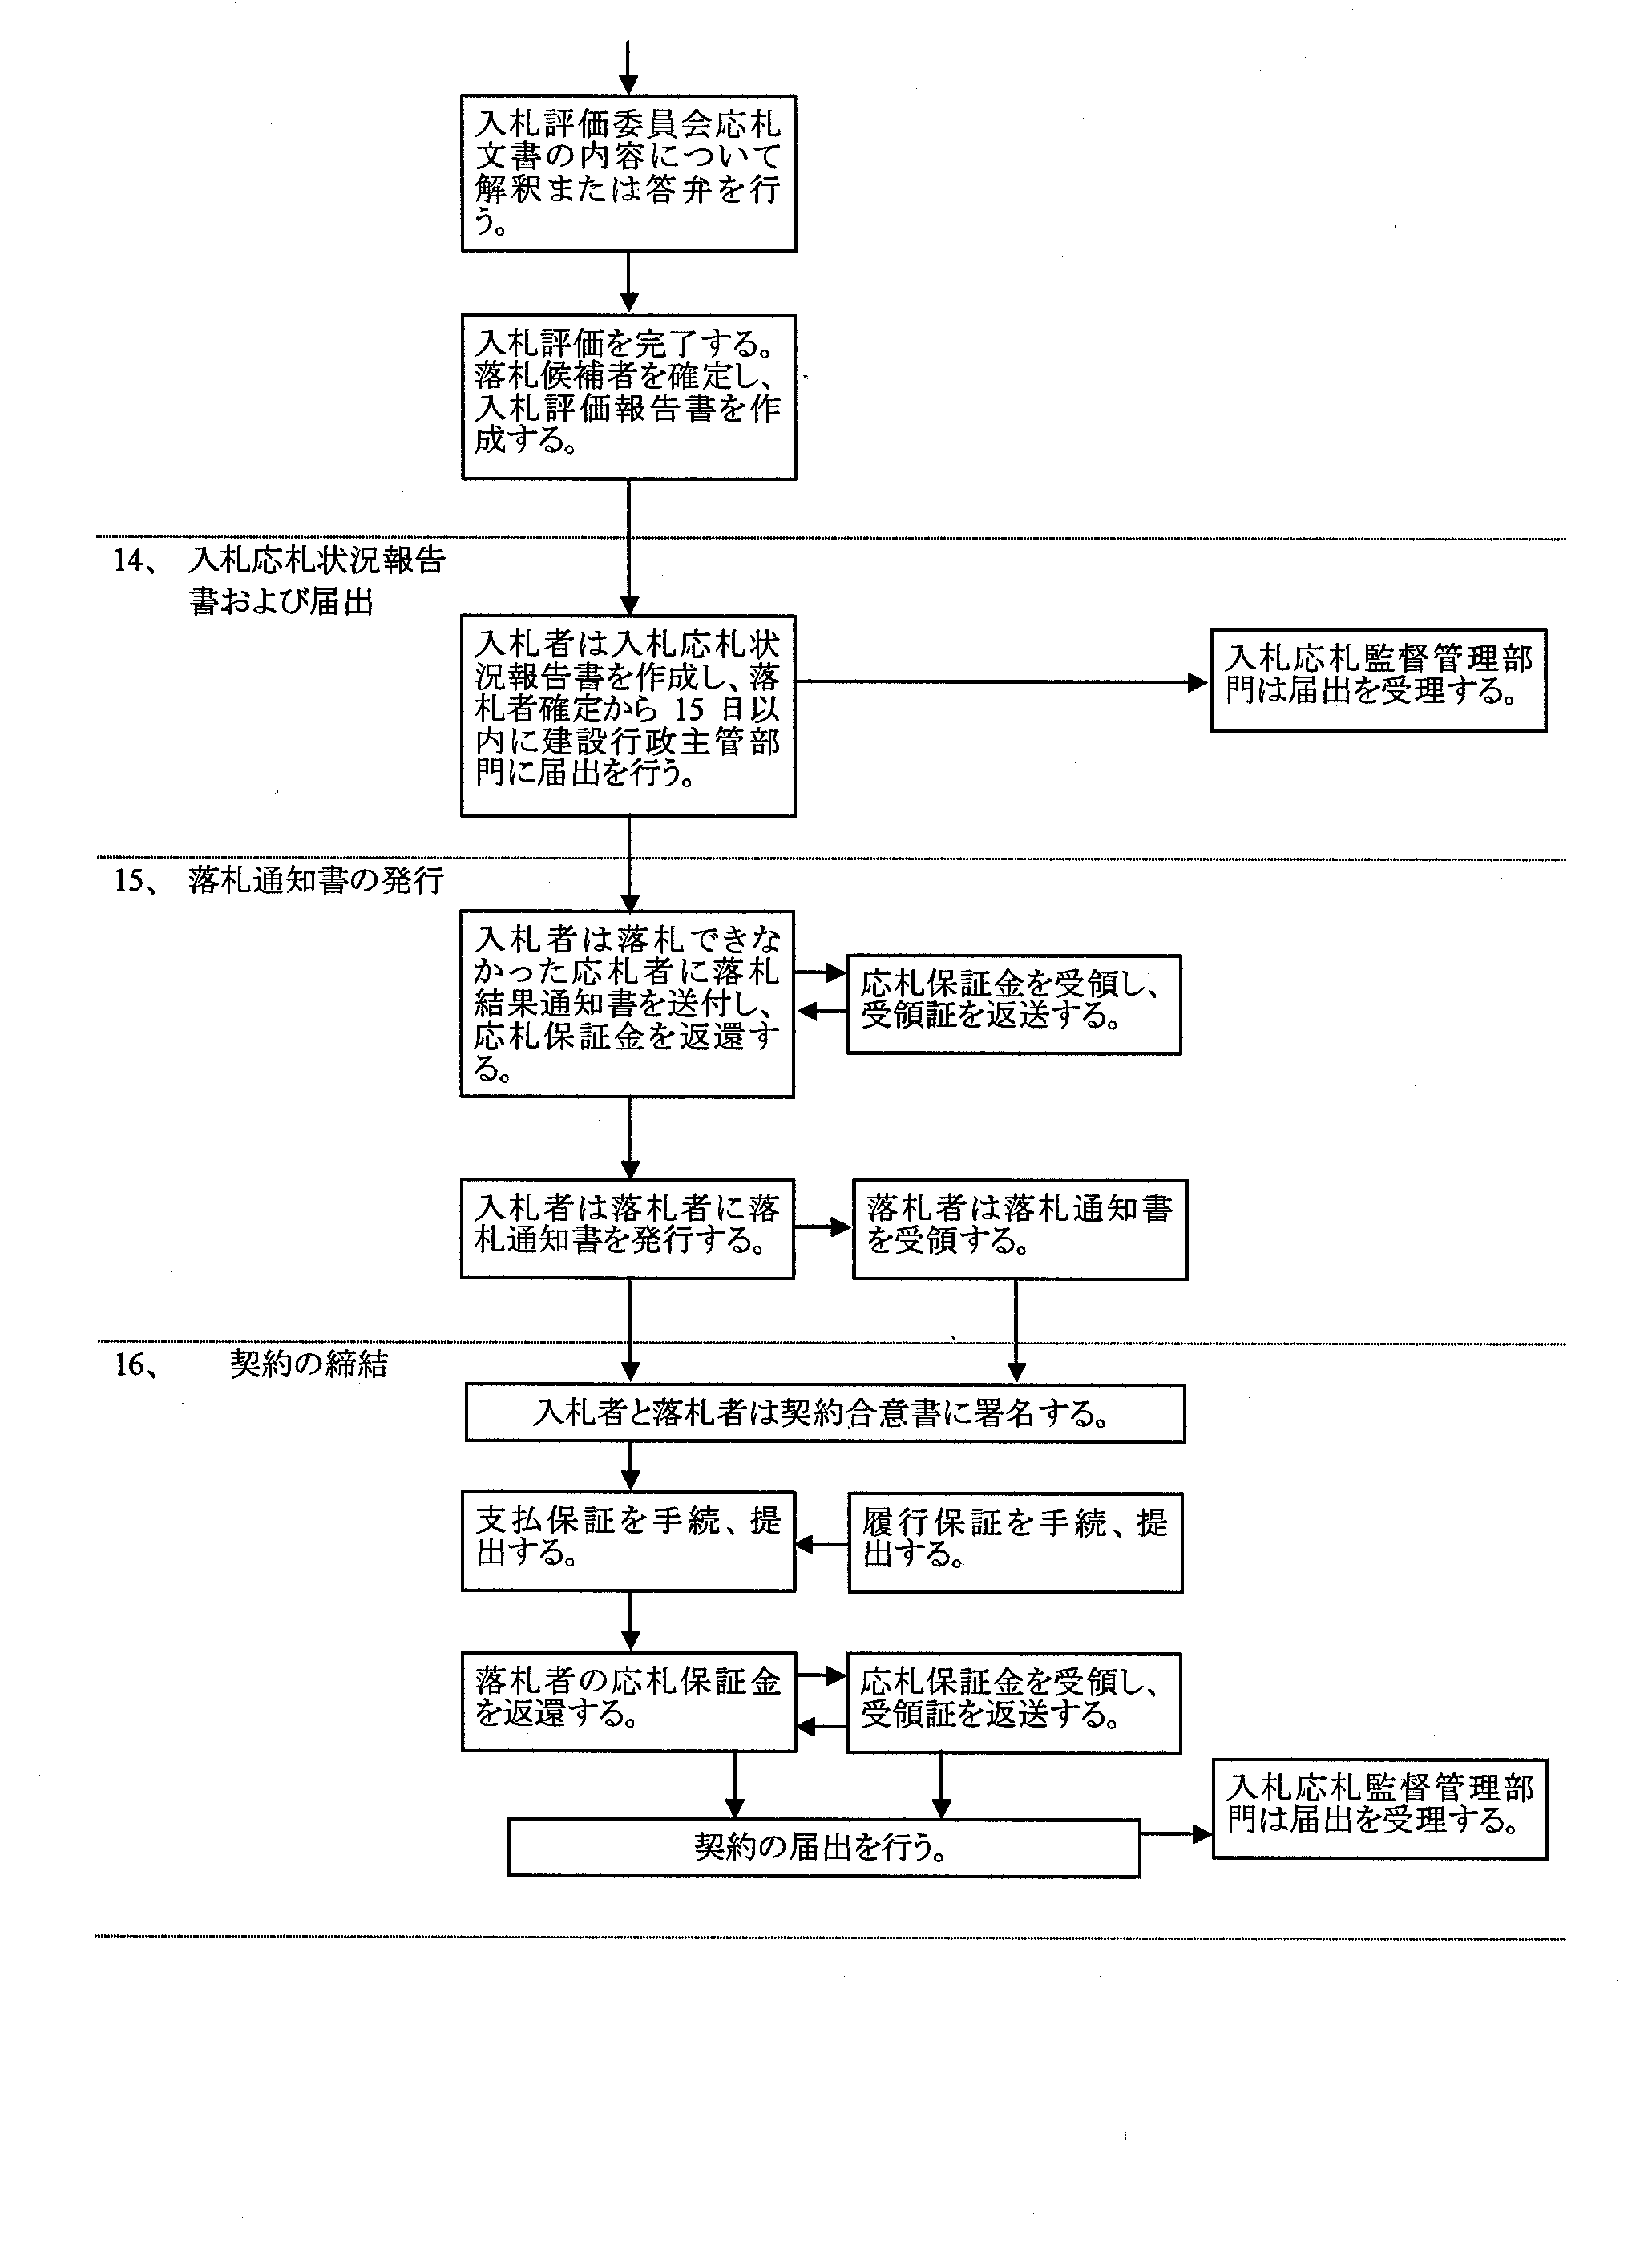 入札評価委員会応札
文書の内容について
解釈または答弁を行
う。
入札評価を完了する。
落札候補者を確定し、
入札評価報告書を作
成する。
14、 入札応札状況報告
書および届出
入札者は入札応札状
況報告書を作成し、落
札者確定から 15 日以
内に建設行政主管部
門に届出を行う。
入札応札監督管理部
門は届出を受理する。
15、 落札通知書の発行
入札者は落札できな
かった応札者に落札
結果通知書を送付し、
応札保証金を返還す
る。
応札保証金を受領し、
受領証を返送する。
入札者は落札者に落
札通知書を発行する。
落札者は落札通知書
を受領する。
16、 契約の締結
入札者と落札者は契約合意書に署名する。
支払保証を手続、提
出する。
履行保証を手続、提
出する。
落札者の応札保証金
を返還する。
応札保証金を受領し、
受領証を返送する。
契約の届出を行う。
入札応札監督管理部
門は届出を受理する。